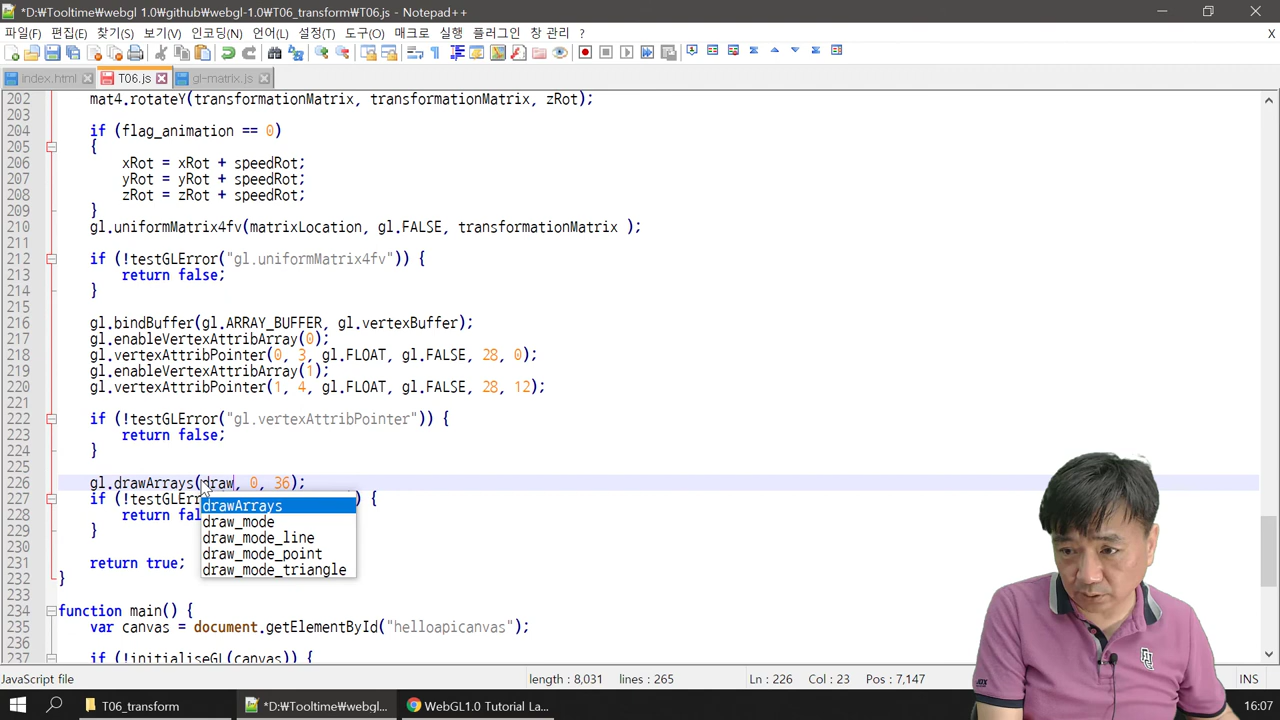 *D:₩Tooltime₩webgl 1.0₩github₩webgl-1.0₩T06_transform₩T06.js - Notepad++
파일(F) 편집(E) 찾기(S) 보기(V) 인코딩(N) 언어(L) 설정(T) 도구(O) 매크로 실행 플러그인 창 관리 ? X
index.html T06.js gl-matrix.js
202 mat4.rotateY(transformationMatrix, transformationMatrix, zRot);
203
204 if (flag_animation == 0)
205 {
206 xRot = xRot + speedRot;
207 yRot = yRot + speedRot;
208 zRot = zRot + speedRot;
209 }
210 gl.uniformMatrix4fv(matrixLocation, gl.FALSE, transformationMatrix );
211
212 if (!testGLError("gl.uniformMatrix4fv")) {
213 return false;
214 }
215
216 gl.bindBuffer(gl.ARRAY_BUFFER, gl.vertexBuffer);
217 gl.enableVertexAttribArray(0);
218 gl.vertexAttribPointer(0, 3, gl.FLOAT, gl.FALSE, 28, 0);
219 gl.enableVertexAttribArray(1);
220 gl.vertexAttribPointer(1, 4, gl.FLOAT, gl.FALSE, 28, 12);
221
222 if (!testGLError("gl.vertexAttribPointer")) {
223 return false;
224 }
225
226 gl.drawArrays(draw, 0, 36);
227 if (!testGLErr ) {
228 return fal
229 }
230
231 return true;
232 }
233
234 function main() {
235 var canvas = document.getElementById("helloapicanvas");
236
237 if (!initialiseGL(canvas)) {
drawArrays
draw_mode
draw_mode_line
draw_mode_point
draw_mode_triangle
JavaScript file length : 8,031 lines : 265 Ln : 226 Col : 23 Pos : 7,147 INS
T06_transform *D:₩Tooltime₩webgl... WebGL1.0 Tutorial La... 16:07